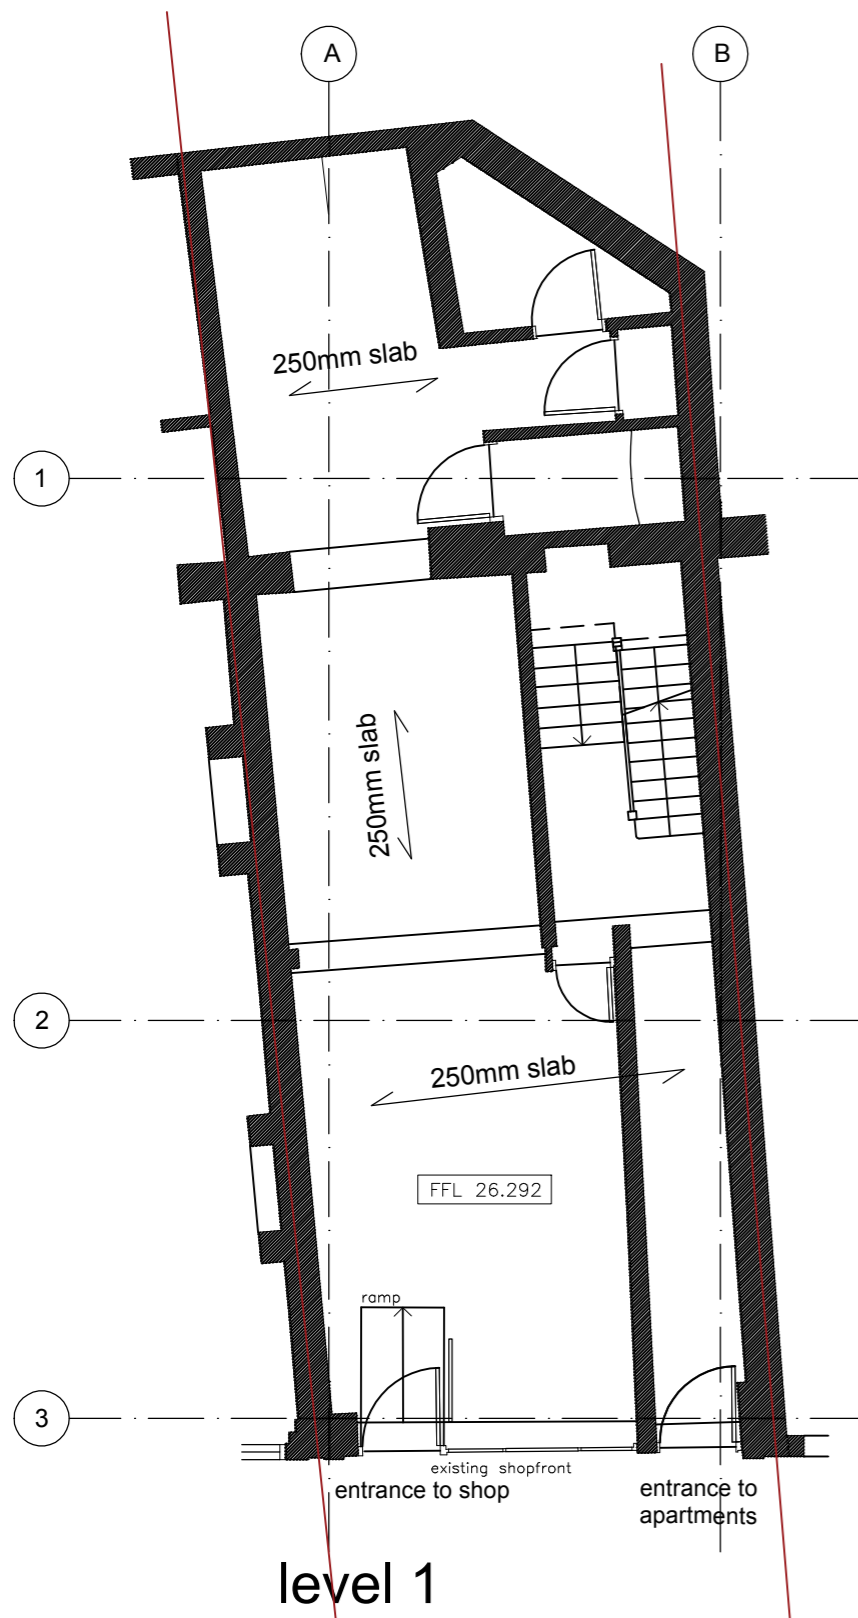 A
B
250mm slab
1
250mm slab
2
250mm slab
FFL 26.292
ramp
3
existing shopfront
entrance to shop
entrance to
apartments
level 1